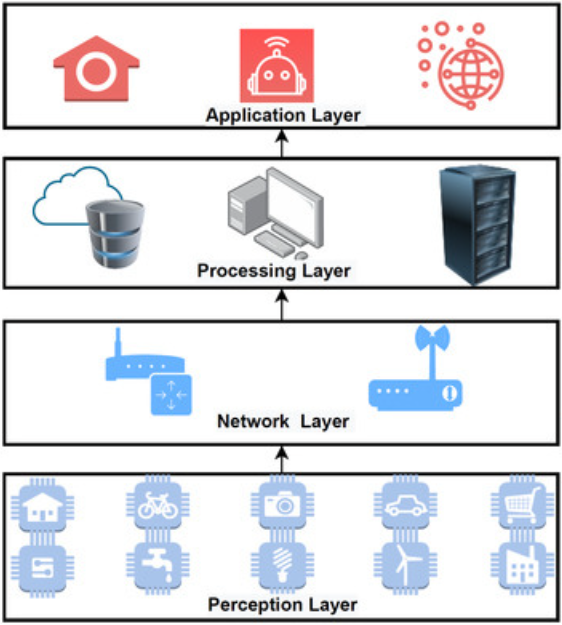 Application Layer
Processing Layer
Network Layer
Perception Layer